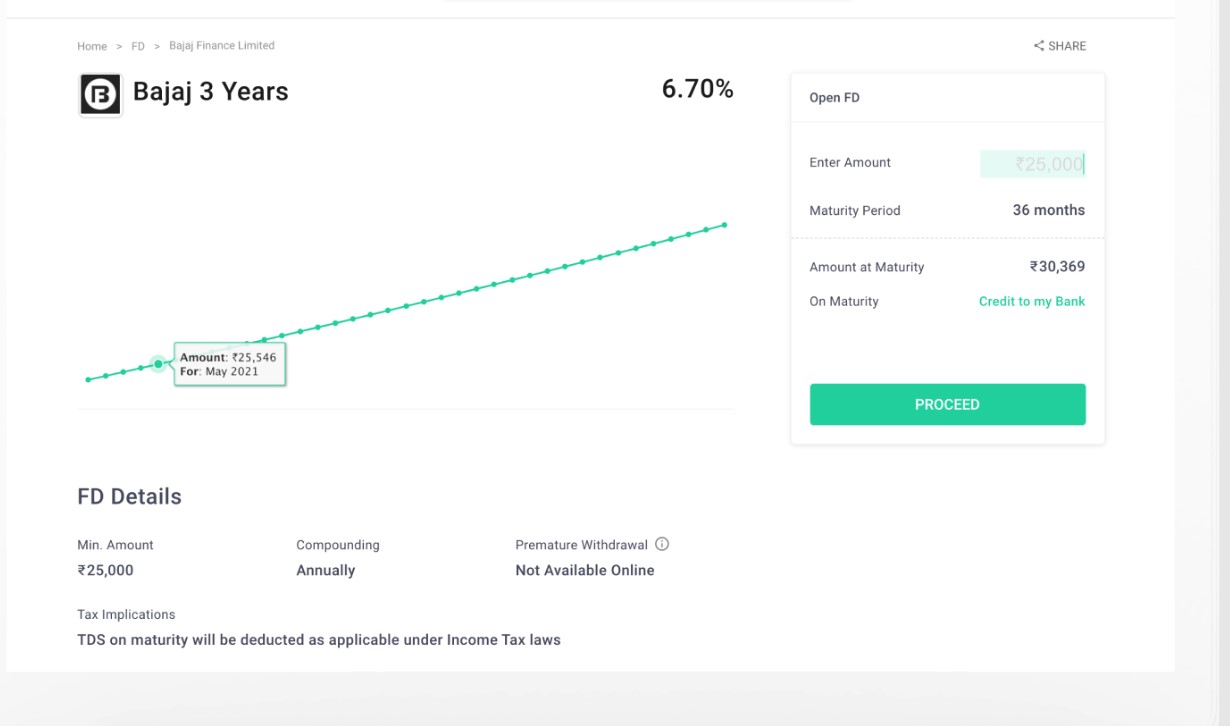 Home > FD > Bajaj Finance Limited
SHARE
Bajaj 3 Years
6.70%
Open FD
Enter Amount
₹25,000
Maturity Period
36 months
Amount at Maturity
₹30,369
On Maturity
Credit to my Bank
PROCEED
Amount: ₹25,546
For: May 2021
FD Details
Min. Amount
₹25,000
Compounding
Annually
Premature Withdrawal
Not Available Online
Tax Implications
TDS on maturity will be deducted as applicable under Income Tax laws